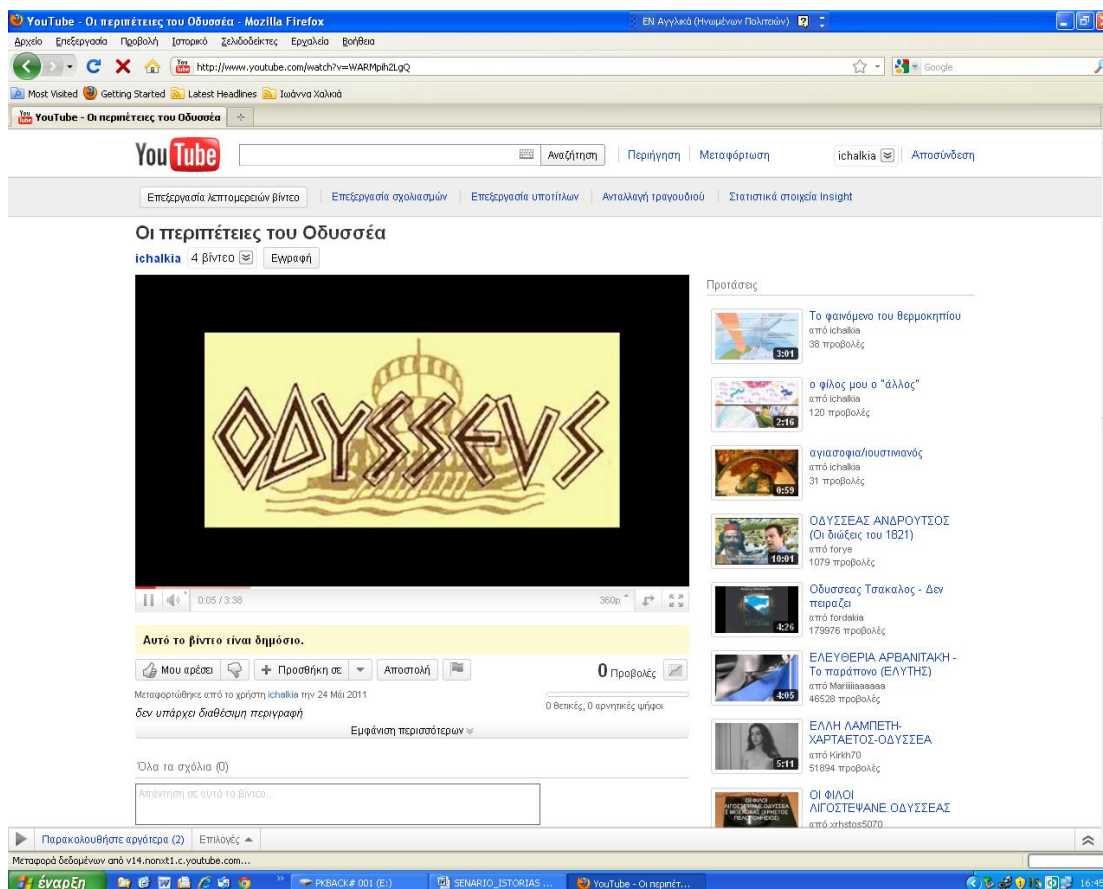 YouTube - Οι περιπέτειες του Οδυσσέα - Mozilla Firefox
EN Αγγλικά (Ηνωμένων Πολιτειών)
Αρχείο Επεξεργασία Προβολή Ιστορικό Σελιδοδείκτες Εργαλεία Βοήθεια
http://www.youtube.com/watch?v=WARMpih2LgQ
Google
Most Visited Getting Started Latest Headlines Ιωάννα Χαλκιά
YouTube - Οι περιπέτειες του Οδυσσέα
YouTube
Αναζήτηση
Περιήγηση
Μεταφόρτωση
ichalkia
Αποσύνδεση
Επεξεργασία λεπτομερειών βίντεο
Επεξεργασία σχολιασμών
Επεξεργασία υποτίτλων
Ανταλλαγή τραγουδιού
Στατιστικά στοιχεία Insight
Οι περιπέτειες του Οδυσσέα
ichalkia 4 βίντεο Εγγραφή
ODYSSEVS
0:05 / 3:38
360p
Αυτό το βίντεο είναι δημόσιο.
Μου αρέσει
Προσθήκη σε
Αποστολή
0 Προβολές
Μεταφορτώθηκε από το χρήστη ichalkia την 24 Μάι 2011
0 θετικές, 0 αρνητικές ψήφοι
δεν υπάρχει διαθέσιμη περιγραφή
Εμφάνιση περισσότερων
Όλα τα σχόλια (0)
Απάντηση σε αυτό το βίντεο...
Προτάσεις
3:01
Το φαινόμενο του θερμοκηπίου
από ichalkia
38 προβολές
2:16
ο φίλος μου ο "άλλος"
από ichalkia
120 προβολές
0:59
αγιασοφια/ιουστινιανός
από ichalkia
31 προβολές
10:01
ΟΔΥΣΣΕΑΣ ΑΝΔΡΟΥΤΣΟΣ
(Οι διώξεις του 1821)
από forye
1079 προβολές
4:26
Οδυσσεας Τσακαλος - Δεν
πειραζει
από fordakia
179976 προβολές
4:05
ΕΛΕΥΘΕΡΙΑ ΑΡΒΑΝΙΤΑΚΗ -
Το παράπονο (ΕΛΥΤΗΣ)
από Mariiiiaaaaaa
46528 προβολές
5:11
ΕΛΛΗ ΛΑΜΠΕΤΗ-
ΧΑΡΤΑΕΤΟΣ-ΟΔΥΣΣΕΑ
από Kirkh70
51894 προβολές
ΟΙ ΦΙΛΟΙ
ΛΙΓΟΣΤΕΨΑΝΕ.ΟΔΥΣΣΕΑΣ
από xrhstos5070
Παρακολουθήστε αργότερα (2) Επιλογές
Μεταφορά δεδομένων από v14.nonxt1.c.youtube.com...
έναρξη
PKBACK# 001 (E:)
SENARIO_ISTORIAS ...
YouTube - Οι περιπέτ...
16:45